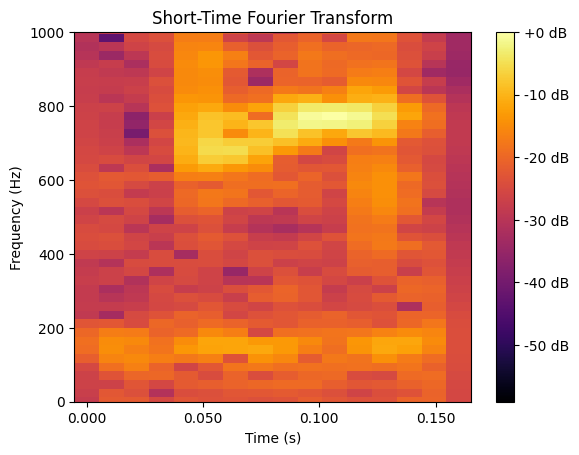 Short-Time Fourier Transform
1000
800
600
400
200
0
Frequency (Hz)
0.000
0.050
0.100
0.150
Time (s)
+0 dB
-10 dB
-20 dB
-30 dB
-40 dB
-50 dB